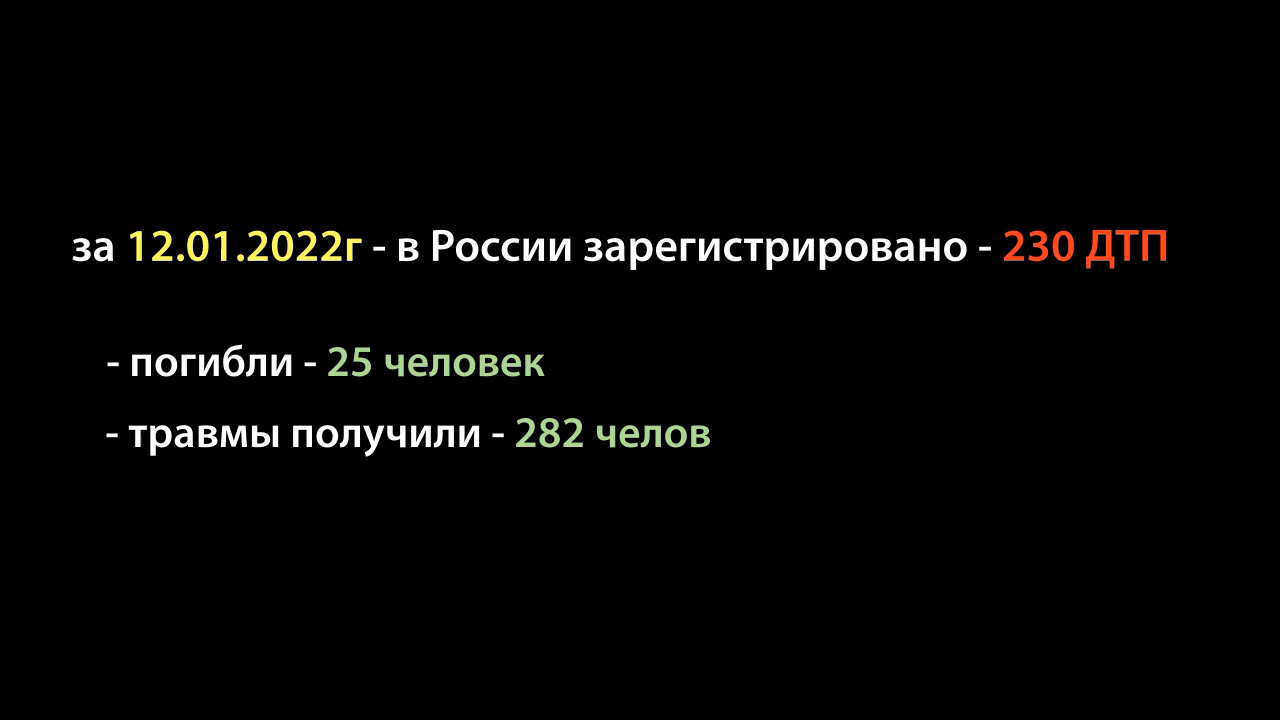 за 12.01.2022г - в России зарегистрировано - 230 ДТП
- погибли - 25 человек
- травмы получили - 282 челов